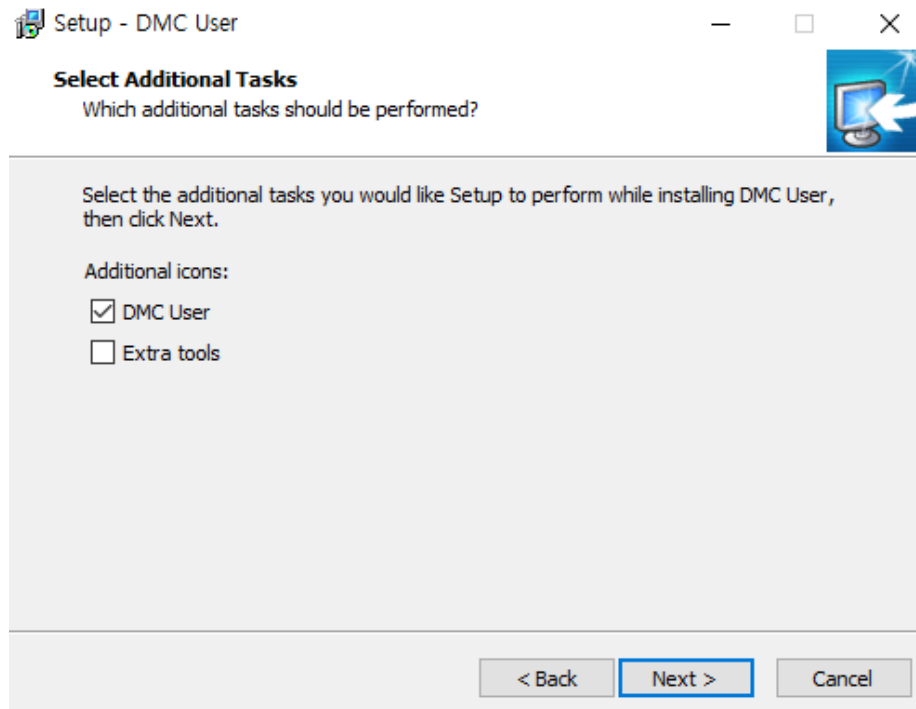 Setup - DMC User
Select Additional Tasks
Which additional tasks should be performed?
Select the additional tasks you would like Setup to perform while installing DMC User,
then click Next.
Additional icons:
DMC User
Extra tools
< Back
Next >
Cancel